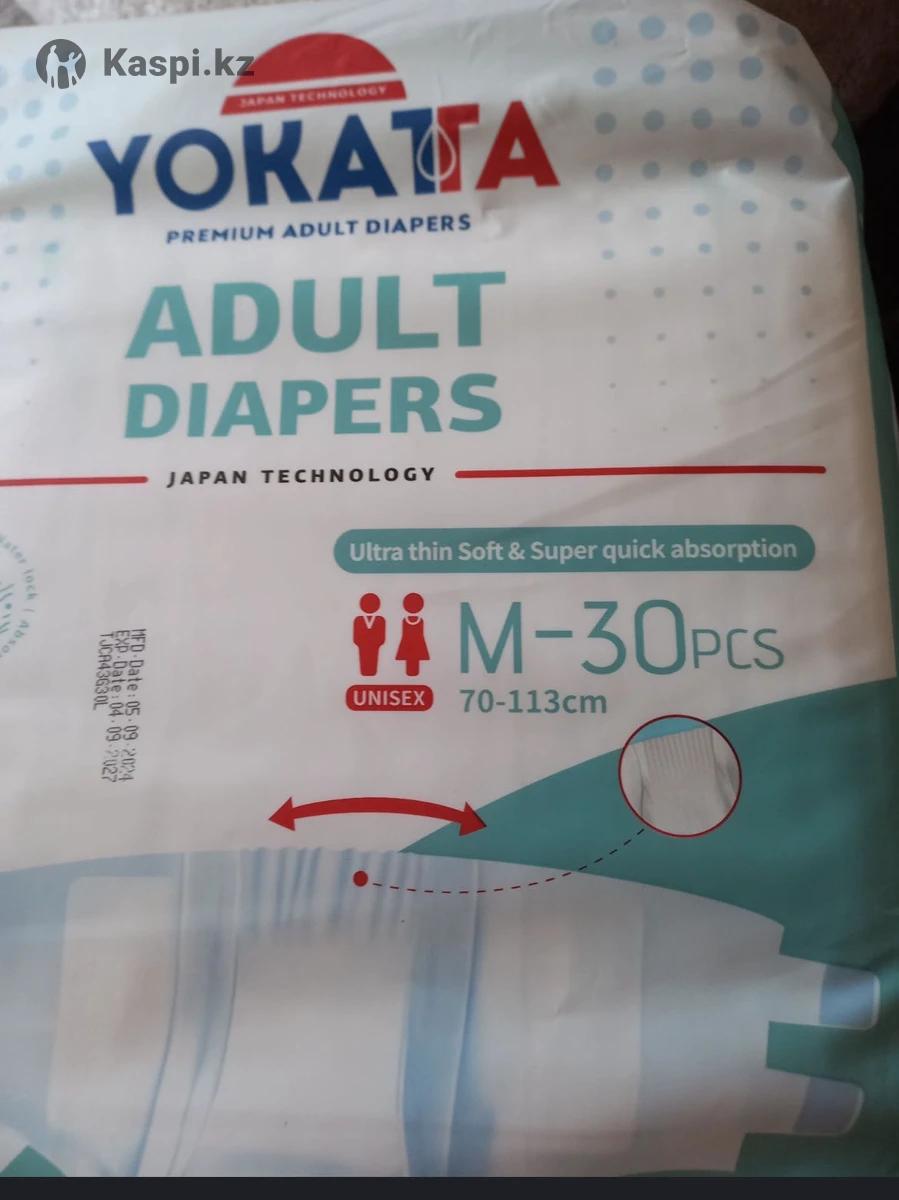 Kaspi.kz
JAPAN TECHNOLOGY
YOKATTA
PREMIUM ADULT DIAPERS
ADULT
DIAPERS
JAPAN TECHNOLOGY
Ultra thin Soft & Super quick absorption
M-30PCS
UNISEX
70-113cm
MFD·Date: 05·09·2024
EXP·Date: 04·09·2027